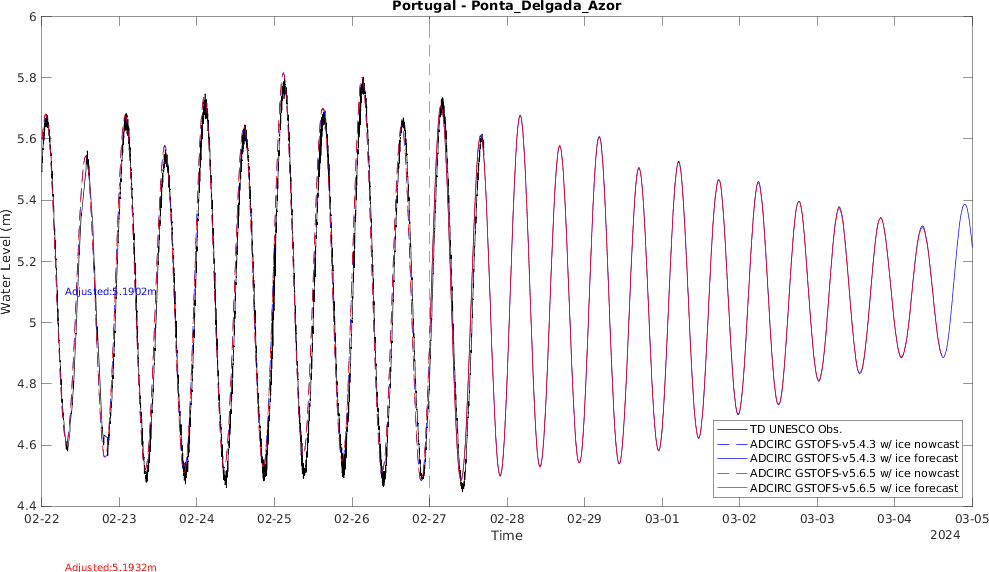 Portugal - Ponta_Delgada_Azor
6
5.8
5.6
5.4
5.2
5
4.8
4.6
4.4
Water Level (m)
Adjusted:5.1902m
TD UNESCO Obs.
ADCIRC GSTOFS-v5.4.3 w/ ice nowcast
ADCIRC GSTOFS-v5.4.3 w/ ice forecast
ADCIRC GSTOFS-v5.6.5 w/ ice nowcast
ADCIRC GSTOFS-v5.6.5 w/ ice forecast
02-22 02-23 02-24 02-25 02-26 02-27 02-28 02-29 03-01 03-02 03-03 03-04 03-05
Time
2024
Adjusted:5.1932m